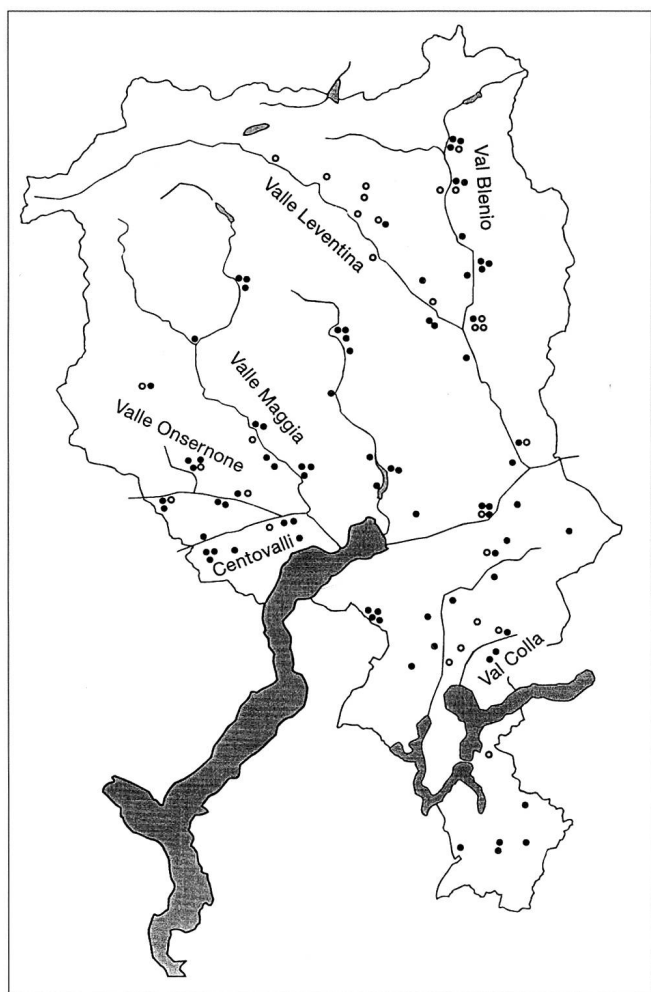 Val Blenio
Valle Leventina
Valle Maggia
Valle Onsernone
Centovalli
Val Colla